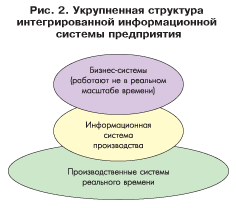 Рис. 2. Укрупненная структура
интегрированной информационной
системы предприятия
Бизнес-системы
(работают не в реальном
масштабе времени)
Информационная
система
производства
Производственные системы
реального времени